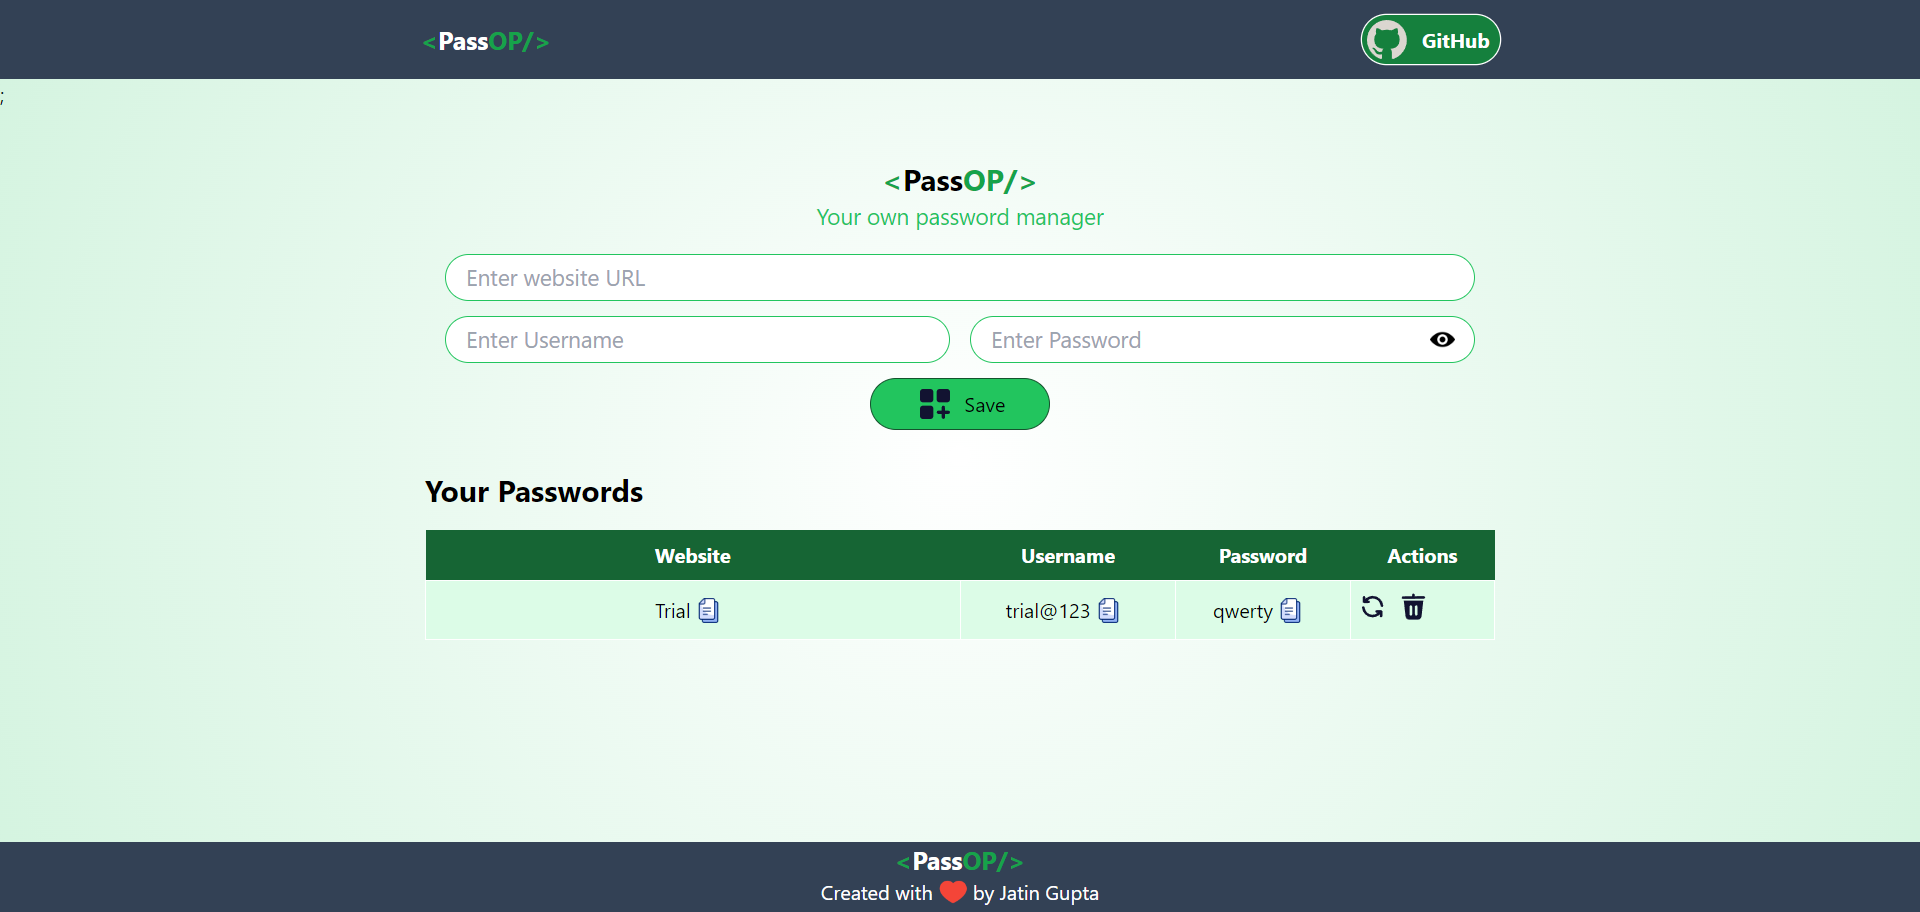 <PassOP/>
GitHub
;
<PassOP/>
Your own password manager
Enter website URL
Enter Username
Enter Password
Save
Your Passwords
Website Username Password Actions
Trial trial@123 qwerty
<PassOP/>
Created with ❤️ by Jatin Gupta